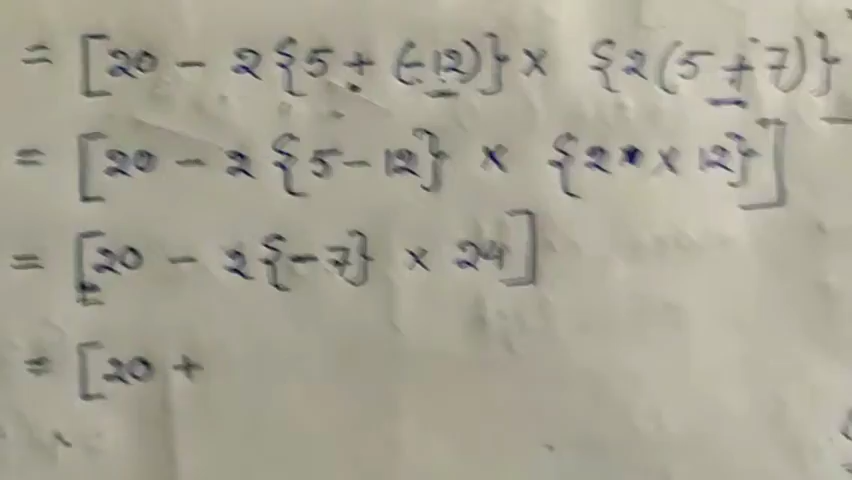 = [20 - 2{5 + (-12)} × {2(5 + 7)}
= [20 - 2{5 - 12} × {2 × 12}]
= [20 - 2{-7} × 24]
= [20 +